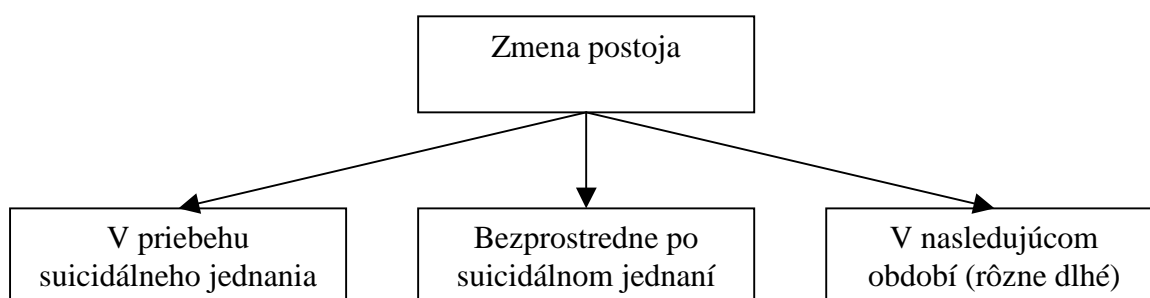 Zmena postoja
V priebehu
suicidálneho jednania
Bezprostredne po
suicidálnom jednaní
V nasledujúcom
období (rôzne dlhé)